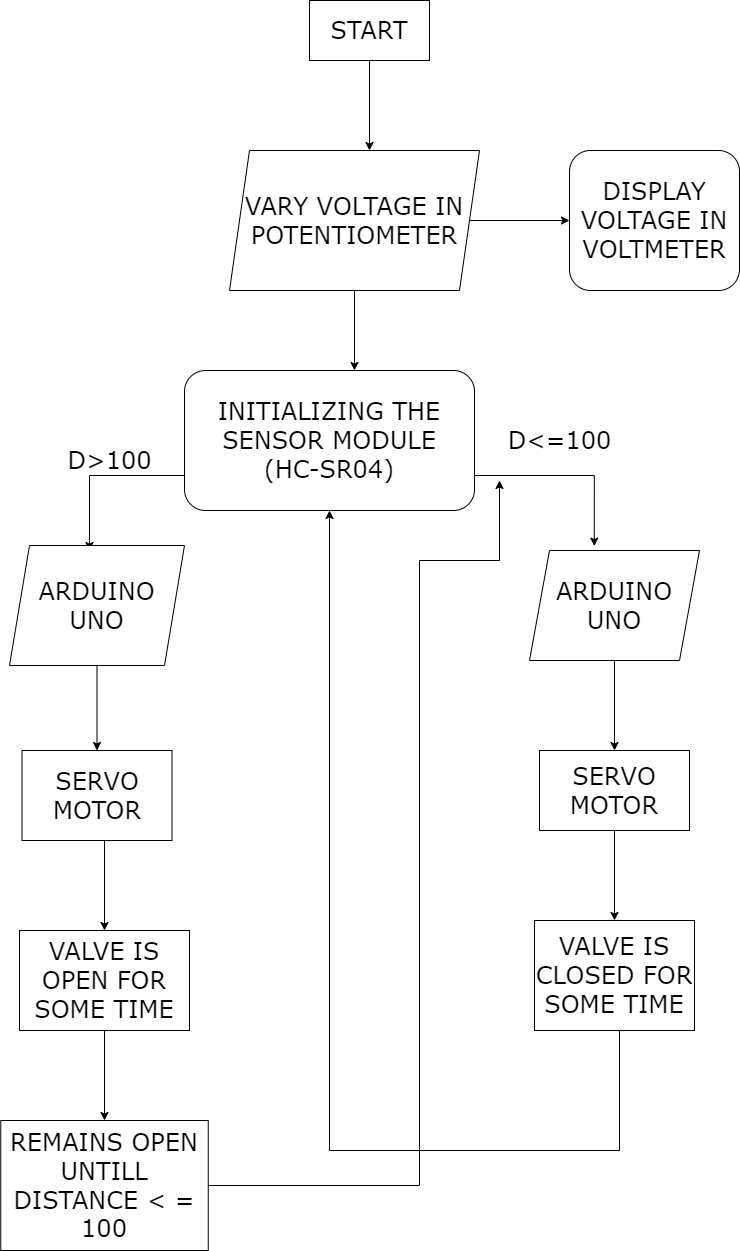 START
VARY VOLTAGE IN
POTENTIOMETER
DISPLAY
VOLTAGE IN
VOLTMETER
INITIALIZING THE
SENSOR MODULE
(HC-SR04)
D>100
D<=100
ARDUINO
UNO
ARDUINO
UNO
SERVO
MOTOR
SERVO
MOTOR
VALVE IS
OPEN FOR
SOME TIME
VALVE IS
CLOSED FOR
SOME TIME
REMAINS OPEN
UNTILL
DISTANCE < =
100